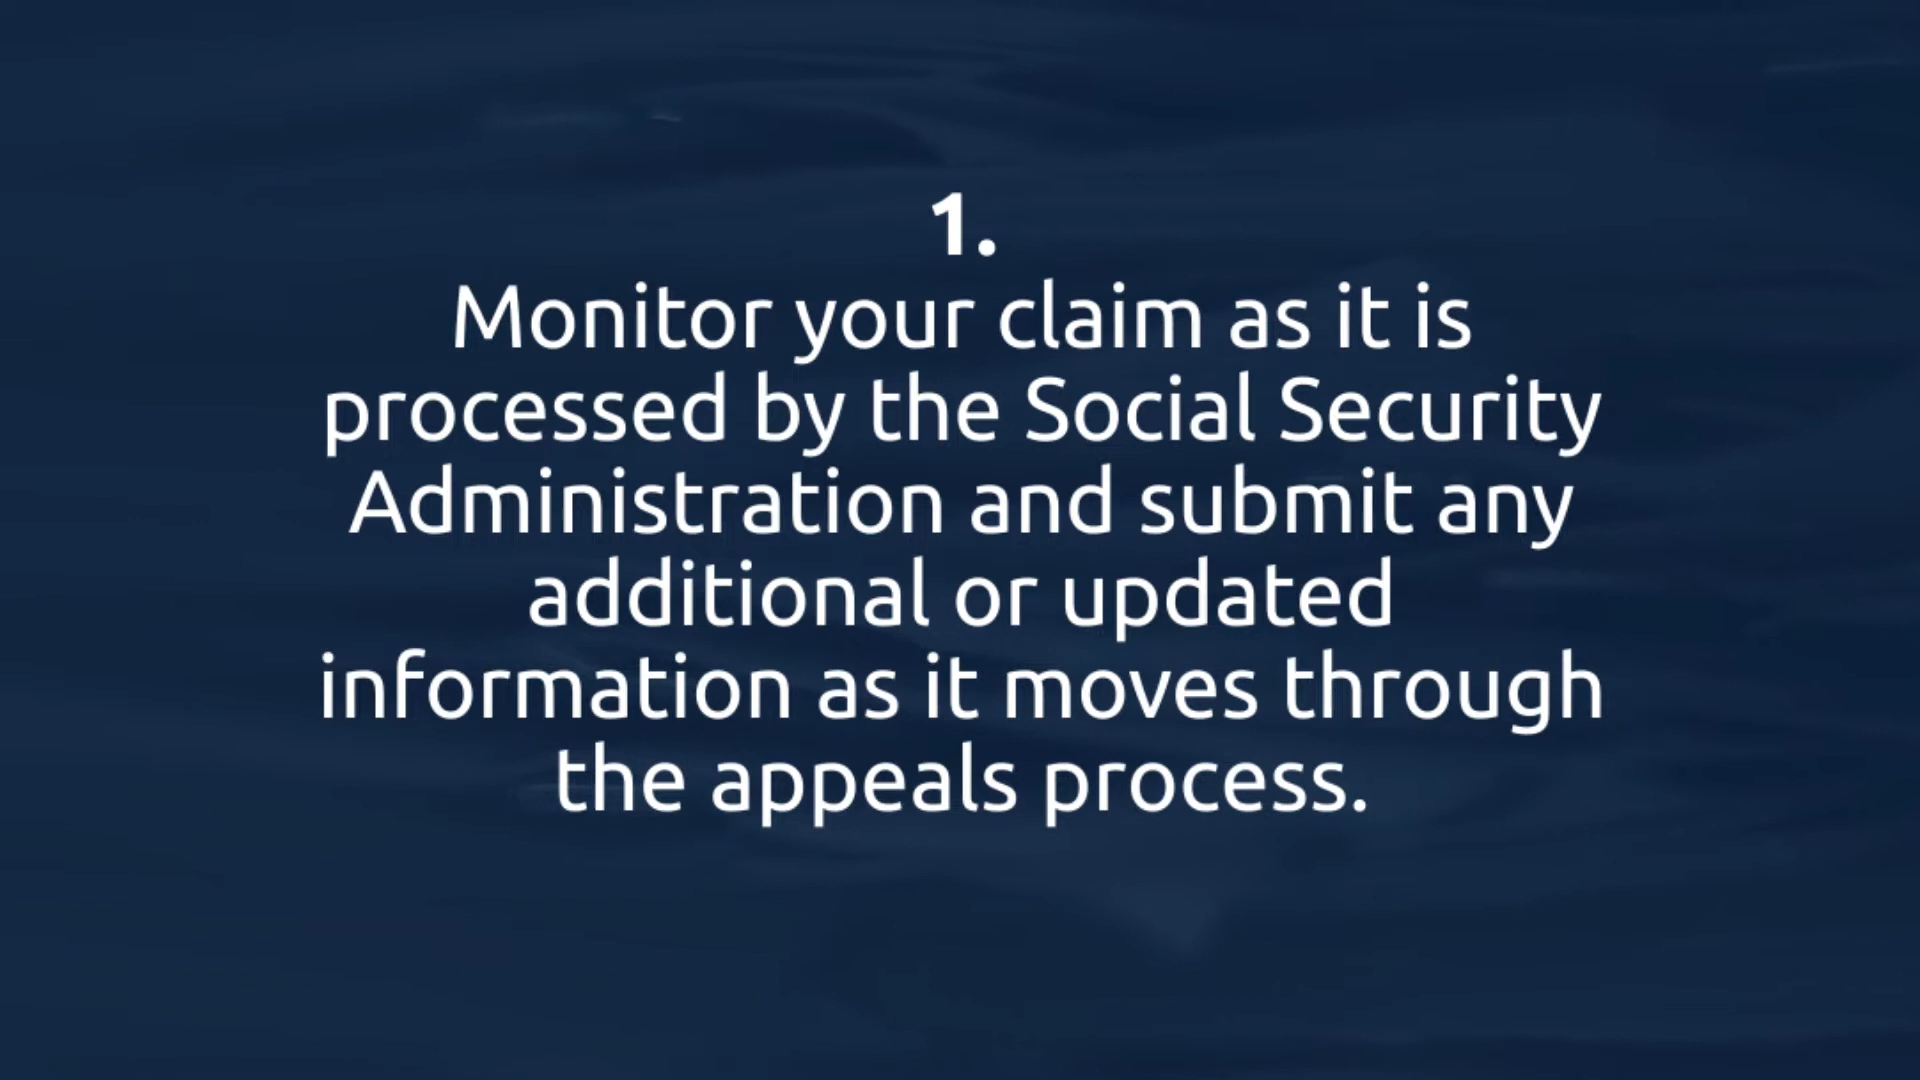 1.
Monitor your claim as it is
processed by the Social Security
Administration and submit any
additional or updated
information as it moves through
the appeals process.